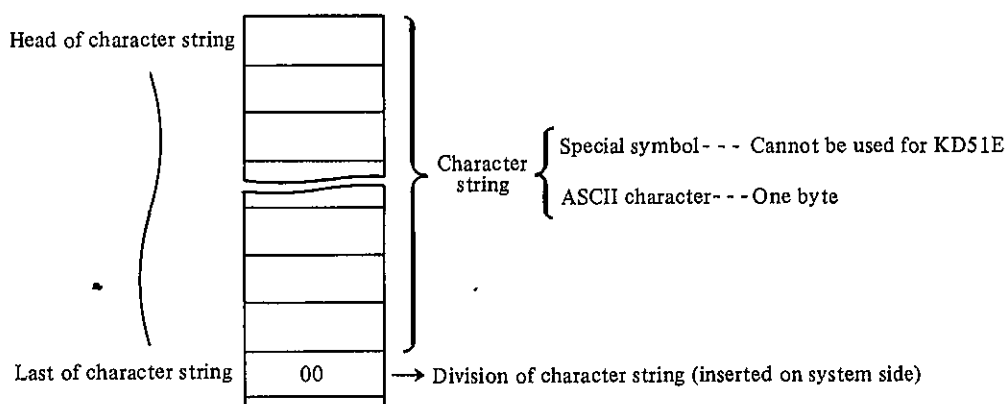 Head of character string
Special symbol - - - Cannot be used for KD51E
Character
string
ASCII character - - - One byte
Last of character string 00 → Division of character string (inserted on system side)